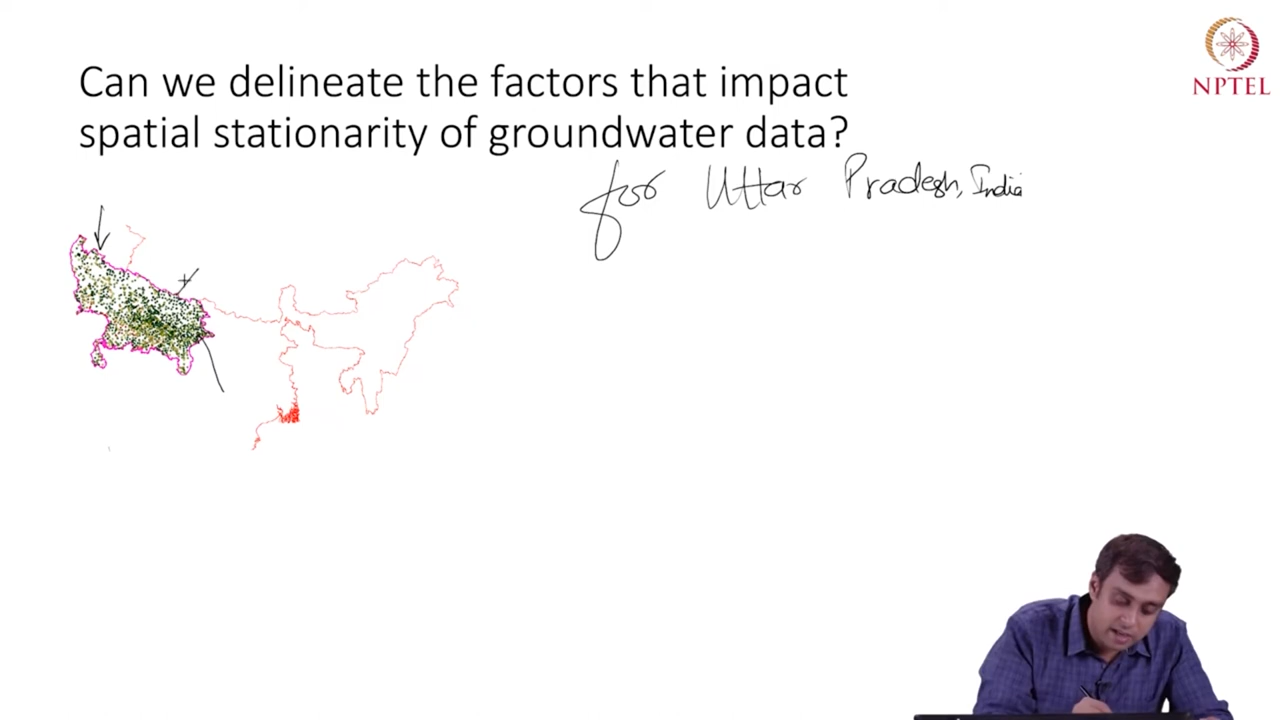 NPTEL
Can we delineate the factors that impact
spatial stationarity of groundwater data?
for Uttar Pradesh, India